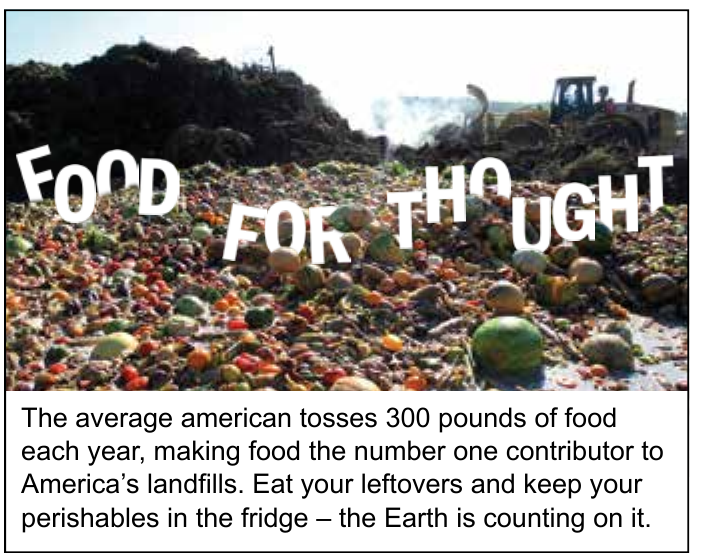 FOOD FOR THOUGHT
The average american tosses 300 pounds of food
each year, making food the number one contributor to
America's landfills. Eat your leftovers and keep your
perishables in the fridge – the Earth is counting on it.